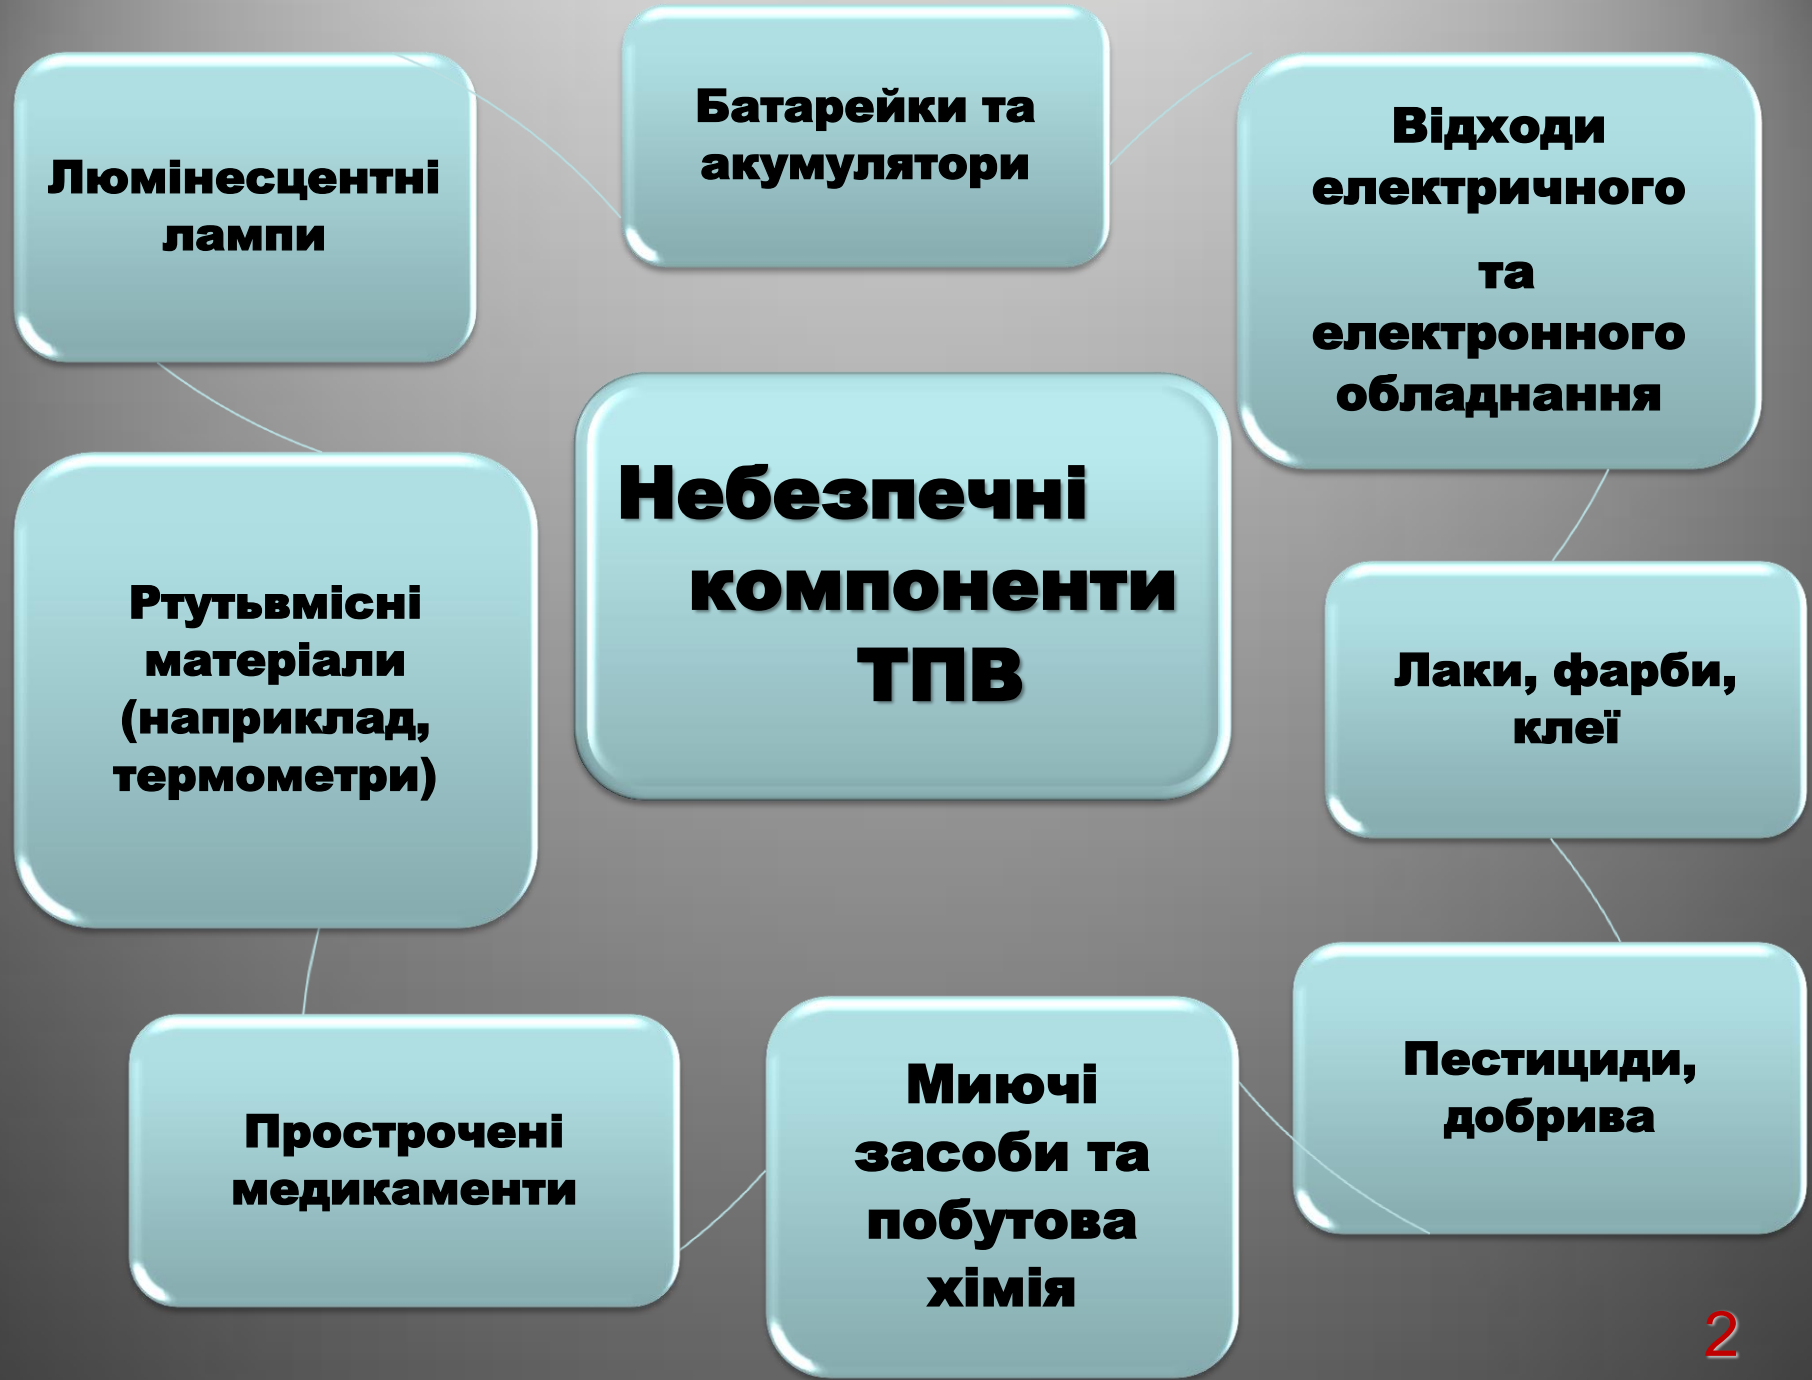 Люмінесцентні
лампи
Батарейки та
акумулятори
Відходи
електричного
та
електронного
обладнання
Небезпечні
компоненти
ТПВ
Ртутьвмісні
матеріали
(наприклад,
термометри)
Лаки, фарби,
клеї
Прострочені
медикаменти
Миючі
засоби та
побутова
хімія
Пестициди,
добрива
2